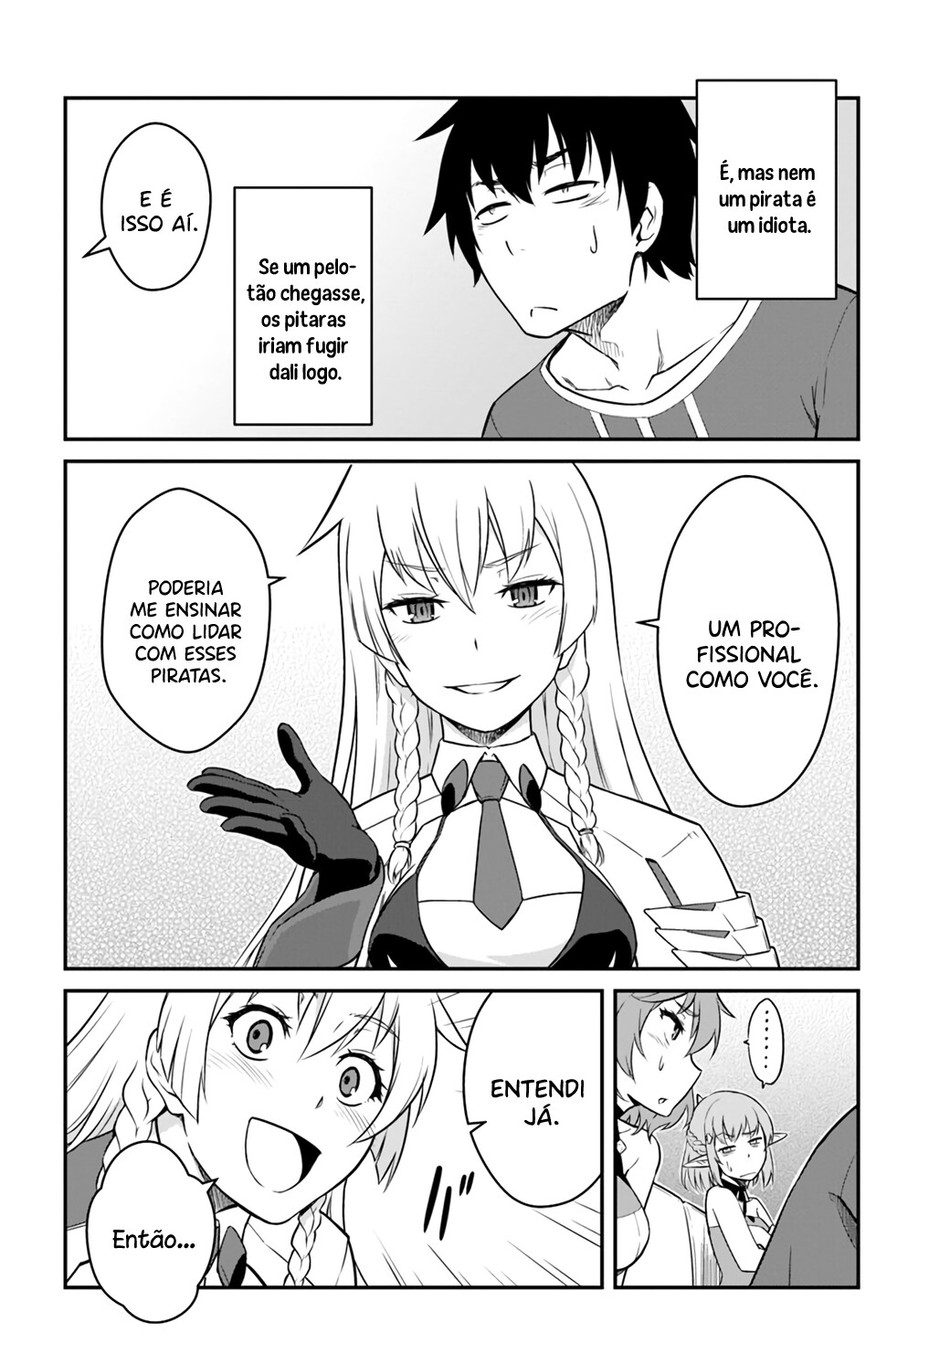 É, mas nem
um pirata é
um idiota.
Se um pelo-
tão chegasse,
os pitaras
iriam fugir
dali logo.
E É
ISSO AÍ.
UM PRO-
FISSIONAL
COMO VOCÊ.
PODERIA
ME ENSINAR
COMO LIDAR
COM ESSES
PIRATAS.
......
ENTENDI
JÁ.
Então...